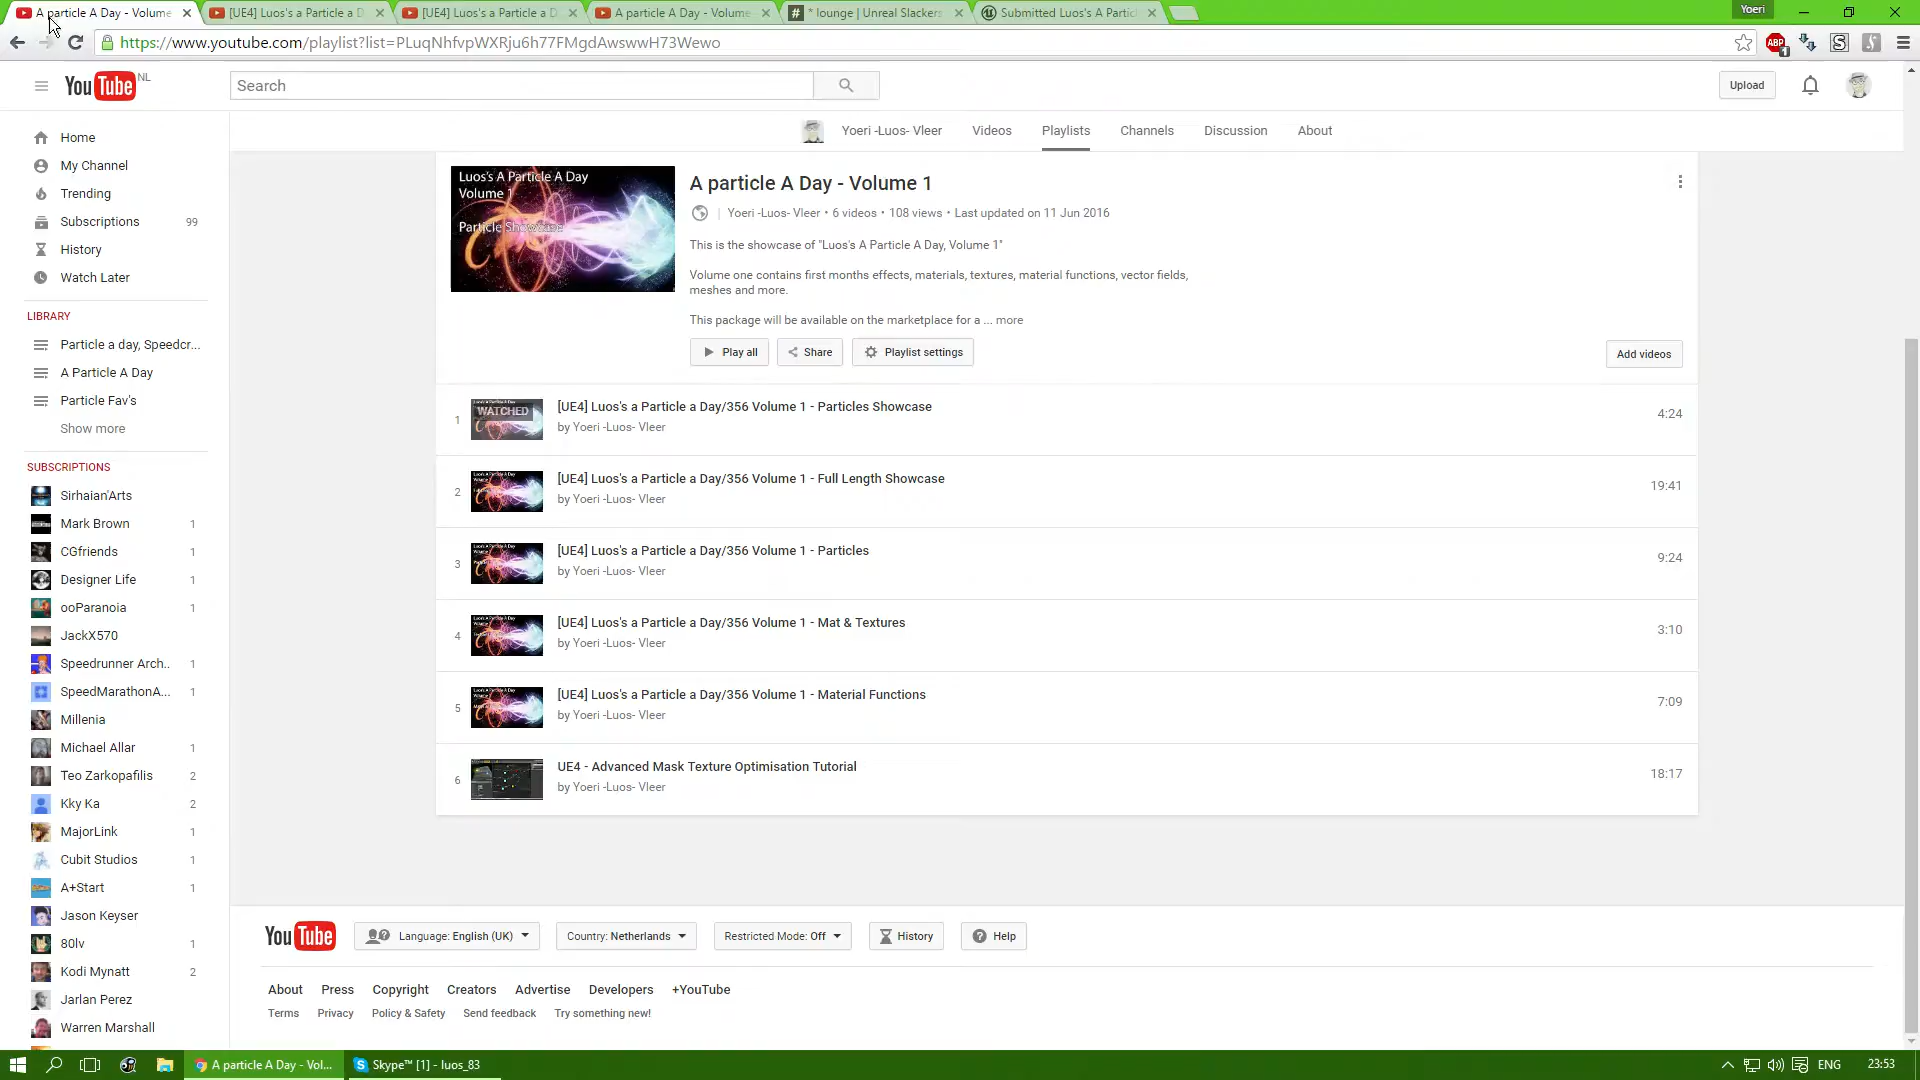 A particle A Day - Volume
[UE4] Luos's a Particle a D
[UE4] Luos's a Particle a D
A particle A Day - Volume
* lounge | Unreal Slackers
Submitted Luos's A Partic
Yoeri
https://www.youtube.com/playlist?list=PLuqNhfvpWXRju6h77FMgdAwswwH73Wewo
ABP
1
YouTube NL
Search
Upload
Home
My Channel
Trending
Subscriptions 99
History
Watch Later
LIBRARY
Particle a day, Speedcr...
A Particle A Day
Particle Fav's
Show more
SUBSCRIPTIONS
Sirhaian'Arts
Mark Brown 1
CGfriends 1
Designer Life 1
ooParanoia 1
JackX570
Speedrunner Arch.. 1
SpeedMarathonA... 1
Millenia
Michael Allar 1
Teo Zarkopafilis 2
Kky Ka 2
MajorLink 1
Cubit Studios 1
A+Start 1
Jason Keyser
80lv 1
Kodi Mynatt 2
Jarlan Perez
Warren Marshall
Yoeri -Luos- Vleer Videos Playlists Channels Discussion About
Luos's A Particle A Day
Volume 1
Particle Showcase
A particle A Day - Volume 1
Yoeri -Luos- Vleer • 6 videos • 108 views • Last updated on 11 Jun 2016
This is the showcase of "Luos's A Particle A Day, Volume 1"
Volume one contains first months effects, materials, textures, material functions, vector fields,
meshes and more.
This package will be available on the marketplace for a ... more
Play all Share Playlist settings Add videos
1 WATCHED [UE4] Luos's a Particle a Day/356 Volume 1 - Particles Showcase 4:24
by Yoeri -Luos- Vleer
2 [UE4] Luos's a Particle a Day/356 Volume 1 - Full Length Showcase 19:41
by Yoeri -Luos- Vleer
3 [UE4] Luos's a Particle a Day/356 Volume 1 - Particles 9:24
by Yoeri -Luos- Vleer
4 [UE4] Luos's a Particle a Day/356 Volume 1 - Mat & Textures 3:10
by Yoeri -Luos- Vleer
5 [UE4] Luos's a Particle a Day/356 Volume 1 - Material Functions 7:09
by Yoeri -Luos- Vleer
6 UE4 - Advanced Mask Texture Optimisation Tutorial 18:17
by Yoeri -Luos- Vleer
YouTube Language: English (UK) Country: Netherlands Restricted Mode: Off History Help
About Press Copyright Creators Advertise Developers +YouTube
Terms Privacy Policy & Safety Send feedback Try something new!
A particle A Day - Vol... Skype™ [1] - luos_83 ENG 23:53